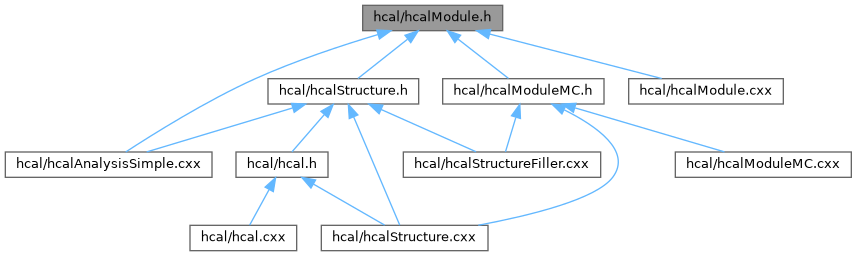 hcal/hcalModule.h
hcal/hcalStructure.h
hcal/hcalModuleMC.h
hcal/hcalModule.cxx
hcal/hcalAnalysisSimple.cxx
hcal/hcal.h
hcal/hcalStructureFiller.cxx
hcal/hcalModuleMC.cxx
hcal/hcal.cxx
hcal/hcalStructure.cxx